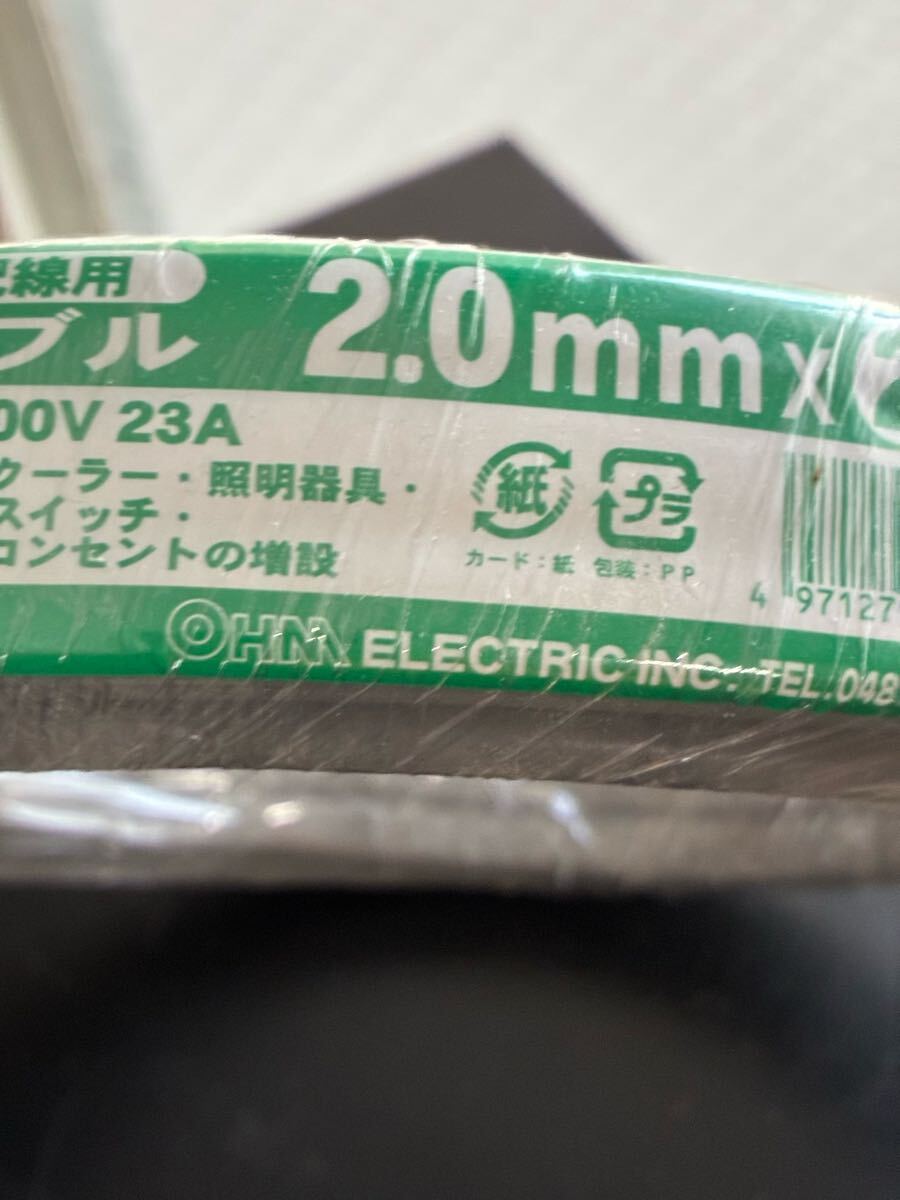 配線用
ブル 2.0mm x
00V 23A
クーラー・照明器具・
スイッチ・
コンセントの増設
紙 プラ
カード：紙 包装：PP
4 97127
OHM ELECTRIC INC. TEL.048